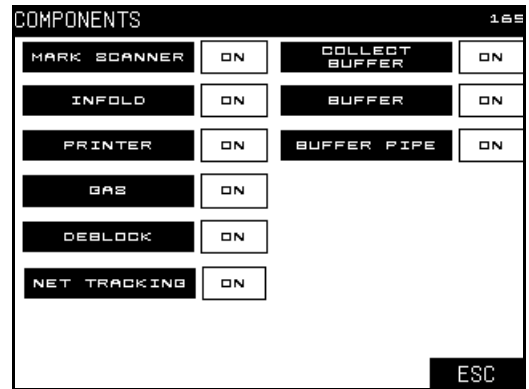 COMPONENTS 165
MARK SCANNER ON
COLLECT
BUFFER ON
INFOLD ON
BUFFER ON
PRINTER ON
BUFFER PIPE ON
GAS ON
DEBLOCK ON
NET TRACKING ON
ESC